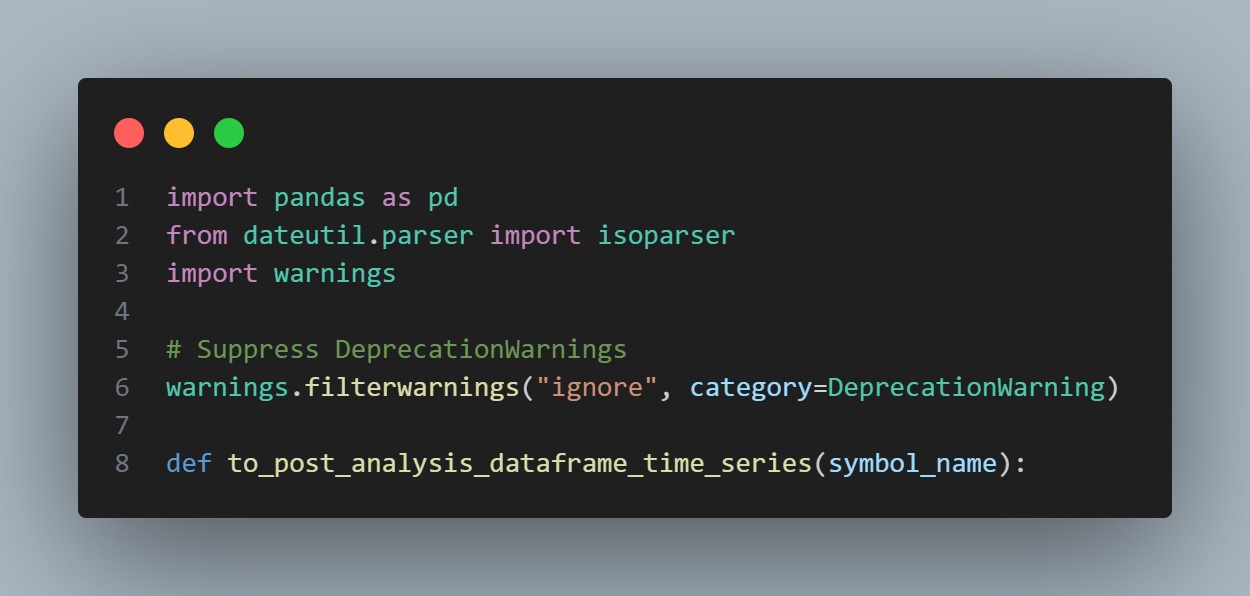 1 import pandas as pd
2 from dateutil.parser import isoparser
3 import warnings
4
5 # Suppress DeprecationWarnings
6 warnings.filterwarnings("ignore", category=DeprecationWarning)
7
8 def to_post_analysis_dataframe_time_series(symbol_name):